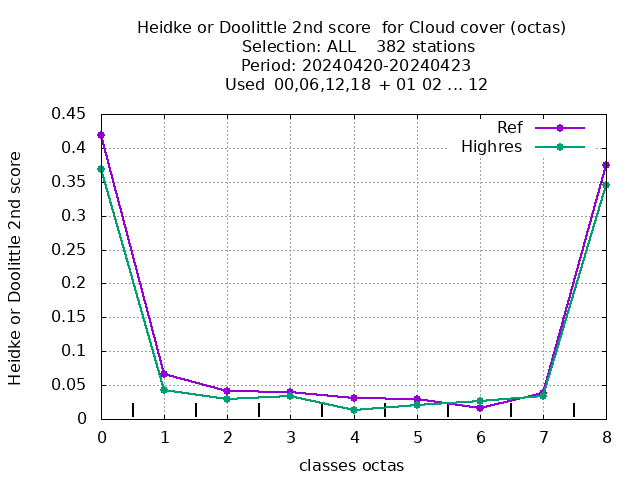 Heidke or Doolittle 2nd score  for Cloud cover (octas)
Selection: ALL    382 stations
Period: 20240420-20240423
Used  00,06,12,18 + 01 02 ... 12
Ref
Highres
Heidke or Doolittle 2nd score
0.45
0.4
0.35
0.3
0.25
0.2
0.15
0.1
0.05
0
0 1 2 3 4 5 6 7 8
classes octas